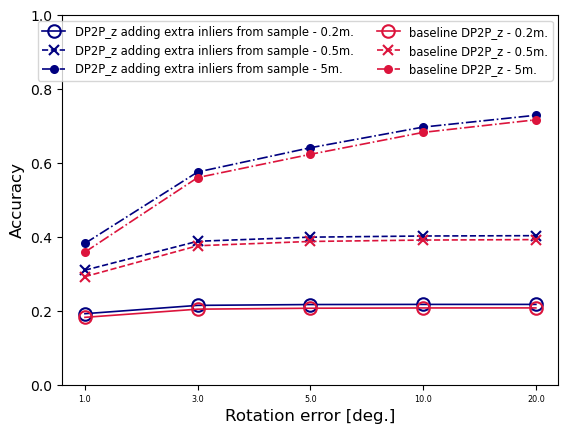 1.0
0.8
0.6
0.4
0.2
0.0
Accuracy
DP2P_z adding extra inliers from sample - 0.2m.
DP2P_z adding extra inliers from sample - 0.5m.
DP2P_z adding extra inliers from sample - 5m.
baseline DP2P_z - 0.2m.
baseline DP2P_z - 0.5m.
baseline DP2P_z - 5m.
1.0 3.0 5.0 10.0 20.0
Rotation error [deg.]